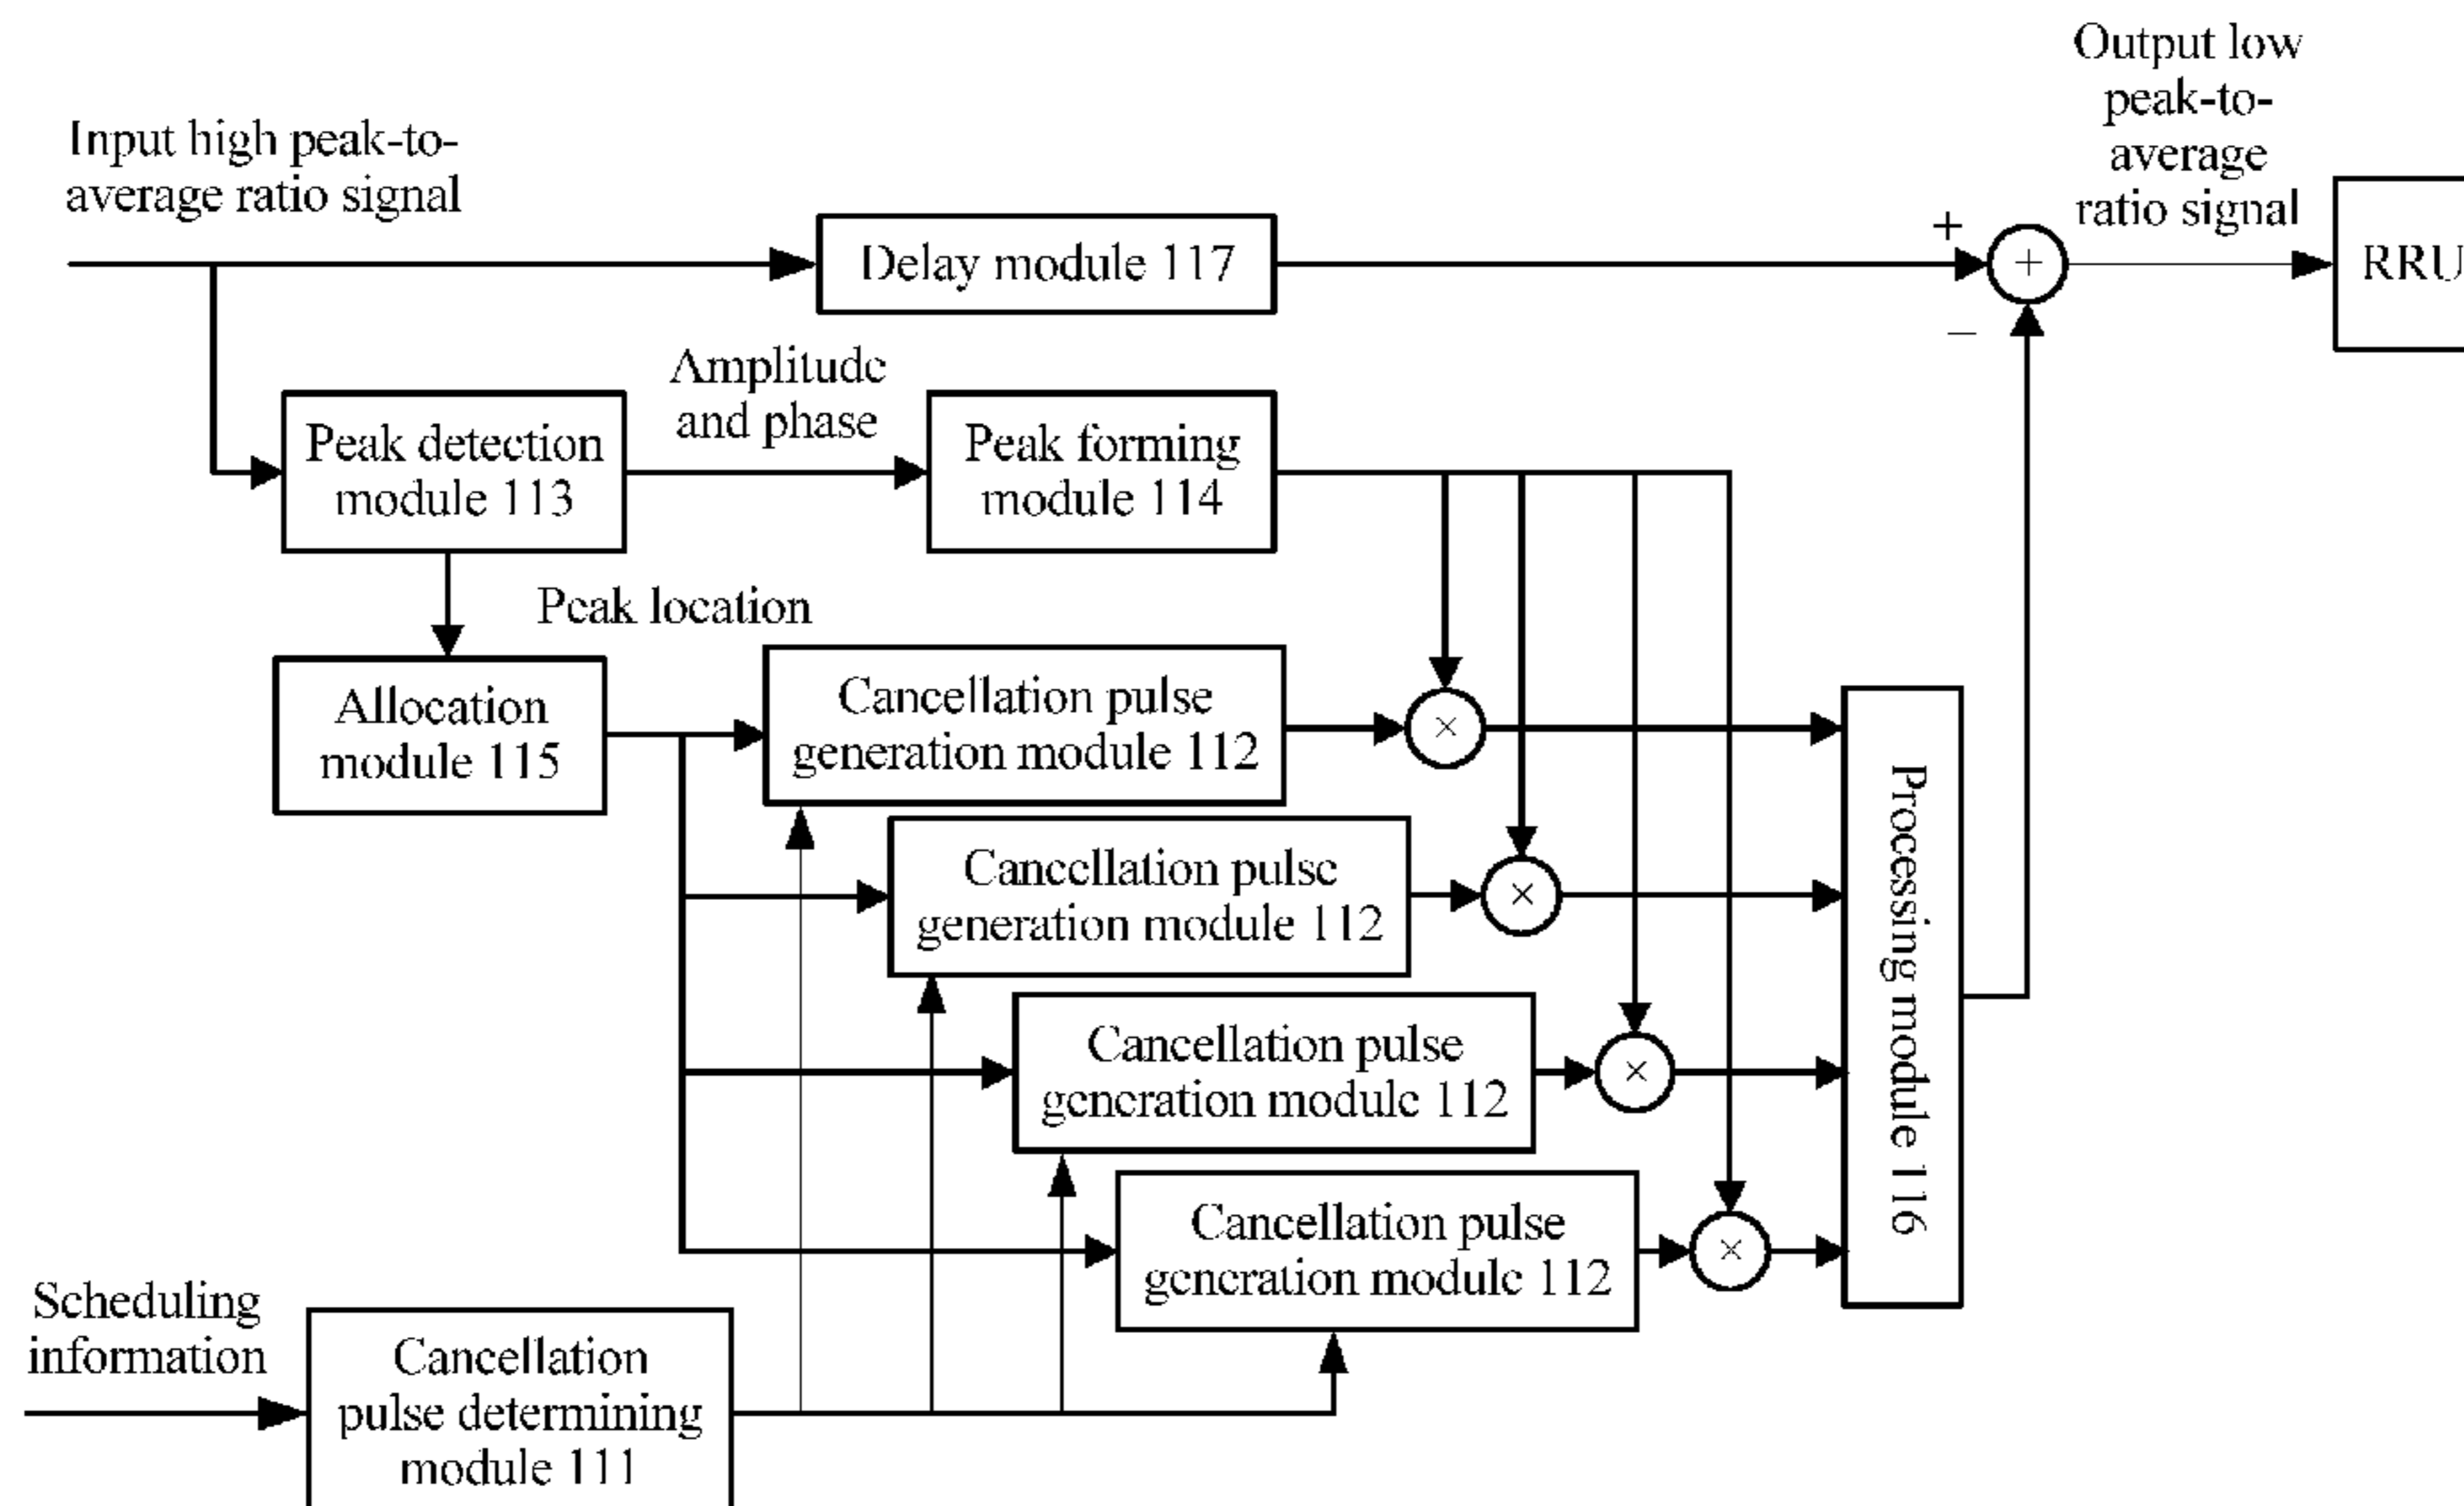 Output low
peak-to-
average
ratio signal
Input high peak-to-
average ratio signal
+
Delay module 117
+
RRU
−
Amplitude
and phase
Peak detection
module 113
Peak forming
module 114
Peak location
Allocation
module 115
Cancellation pulse
generation module 112
×
Cancellation pulse
generation module 112
×
Cancellation pulse
generation module 112
×
Cancellation pulse
generation module 112
×
Processing module 116
Scheduling
information
Cancellation
pulse determining
module 111